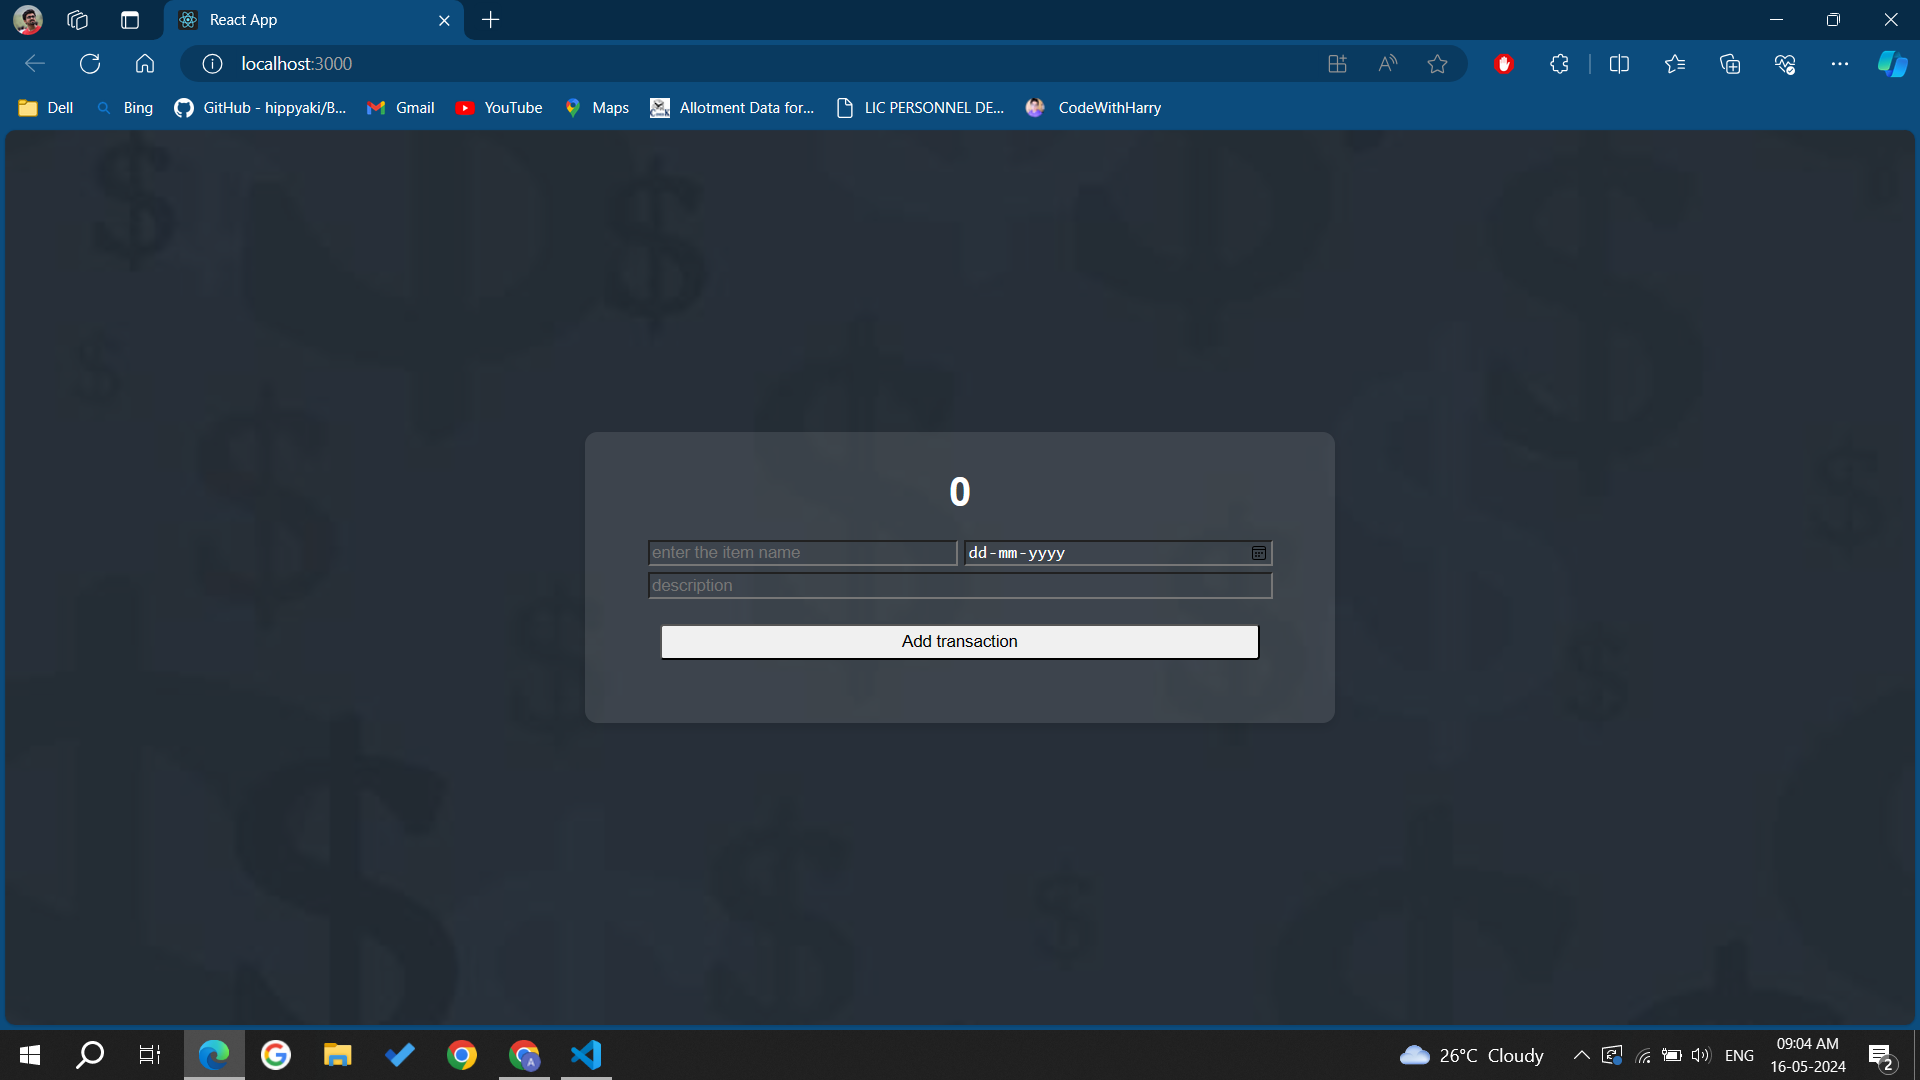 React App
localhost:3000
Dell
Bing
GitHub - hippyaki/B...
Gmail
YouTube
Maps
Allotment Data for...
LIC PERSONNEL DE...
CodeWithHarry
0
enter the item name
dd-mm-yyyy
description
Add transaction
A
26°C Cloudy
ENG
09:04 AM
16-05-2024
2